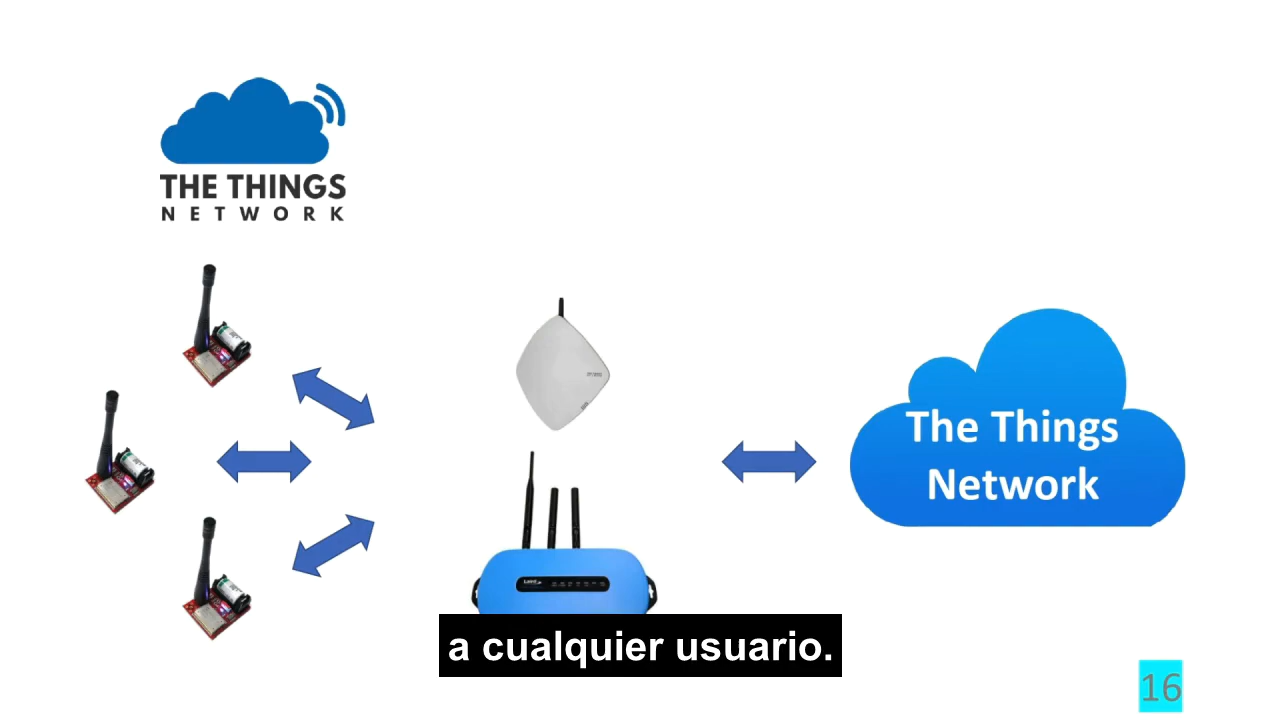 THE THINGS
NETWORK
The Things
Network
a cualquier usuario.
16